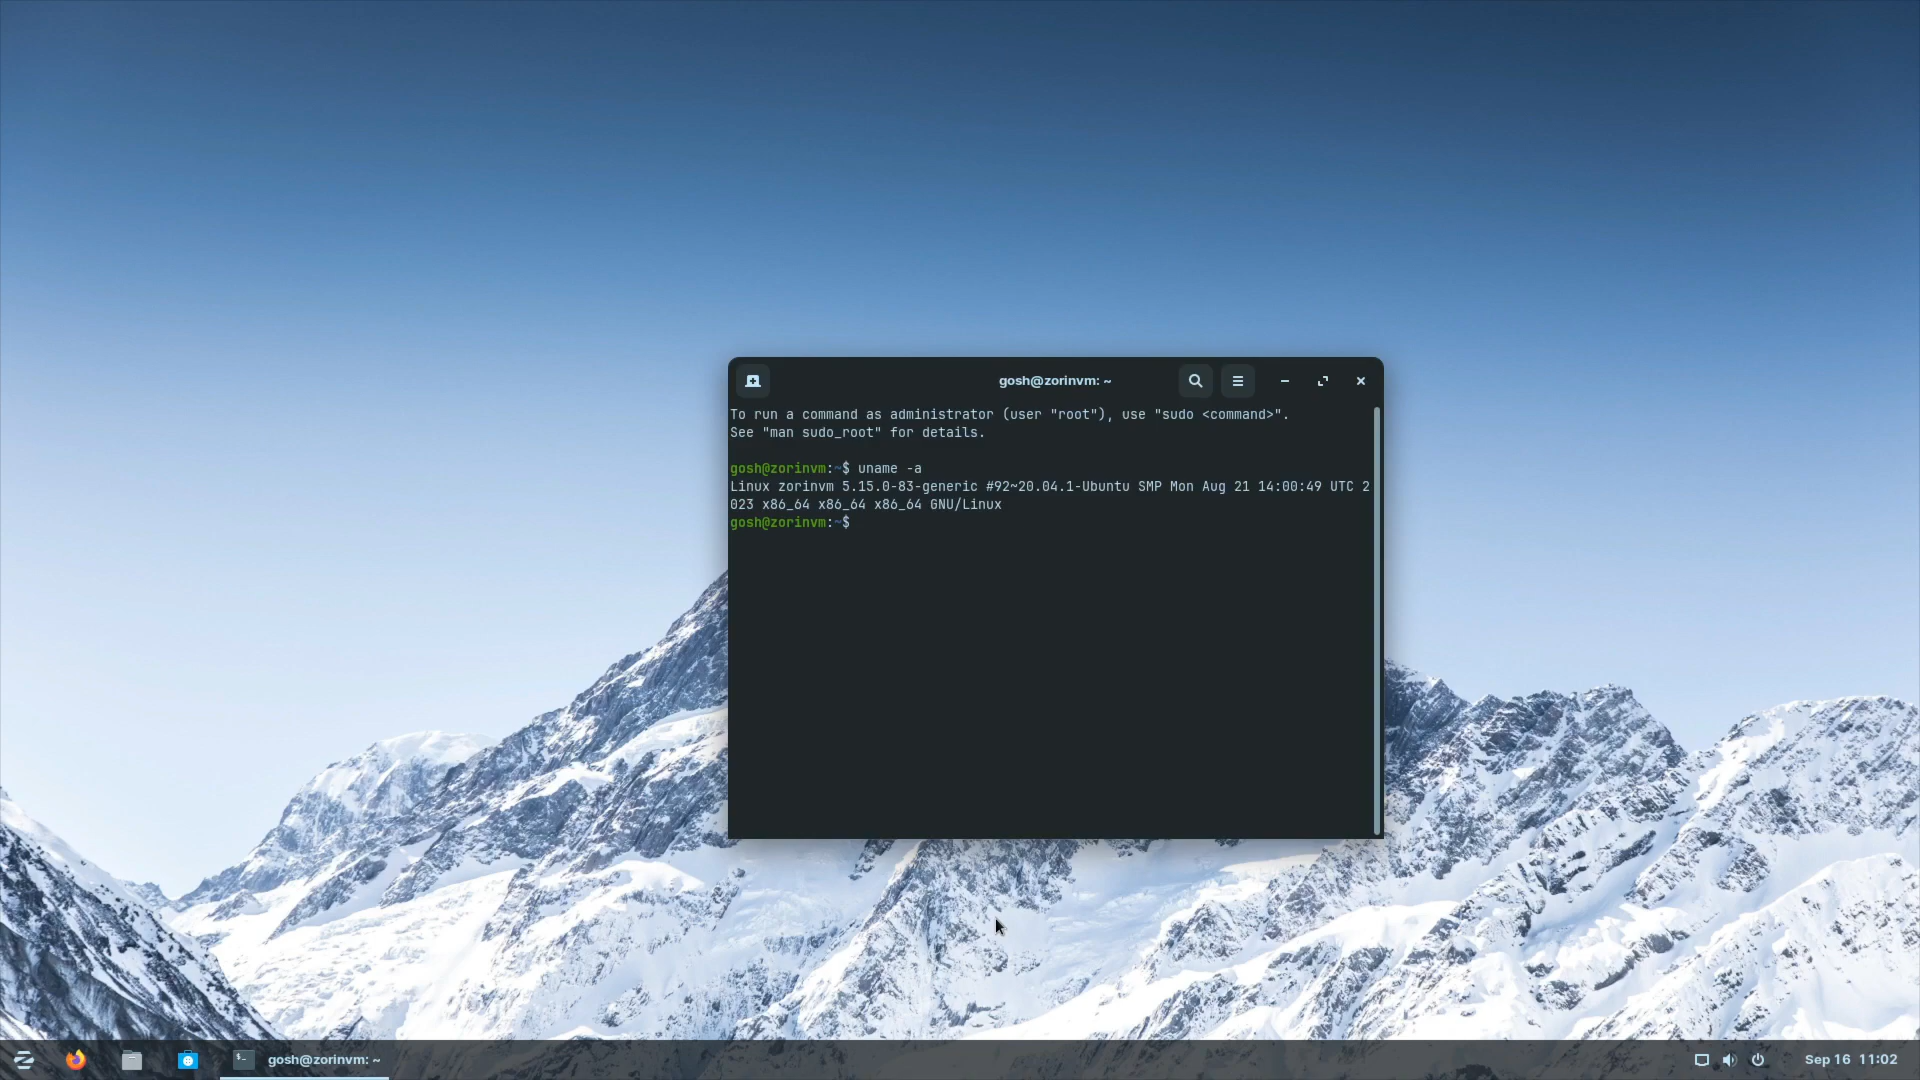 gosh@zorinvm: ~
To run a command as administrator (user "root"), use "sudo <command>".
See "man sudo_root" for details.
gosh@zorinvm:~$ uname -a
Linux zorinvm 5.15.0-83-generic #92~20.04.1-Ubuntu SMP Mon Aug 21 14:00:49 UTC 2
023 x86_64 x86_64 x86_64 GNU/Linux
gosh@zorinvm:~$
gosh@zorinvm: ~
Sep 16 11:02